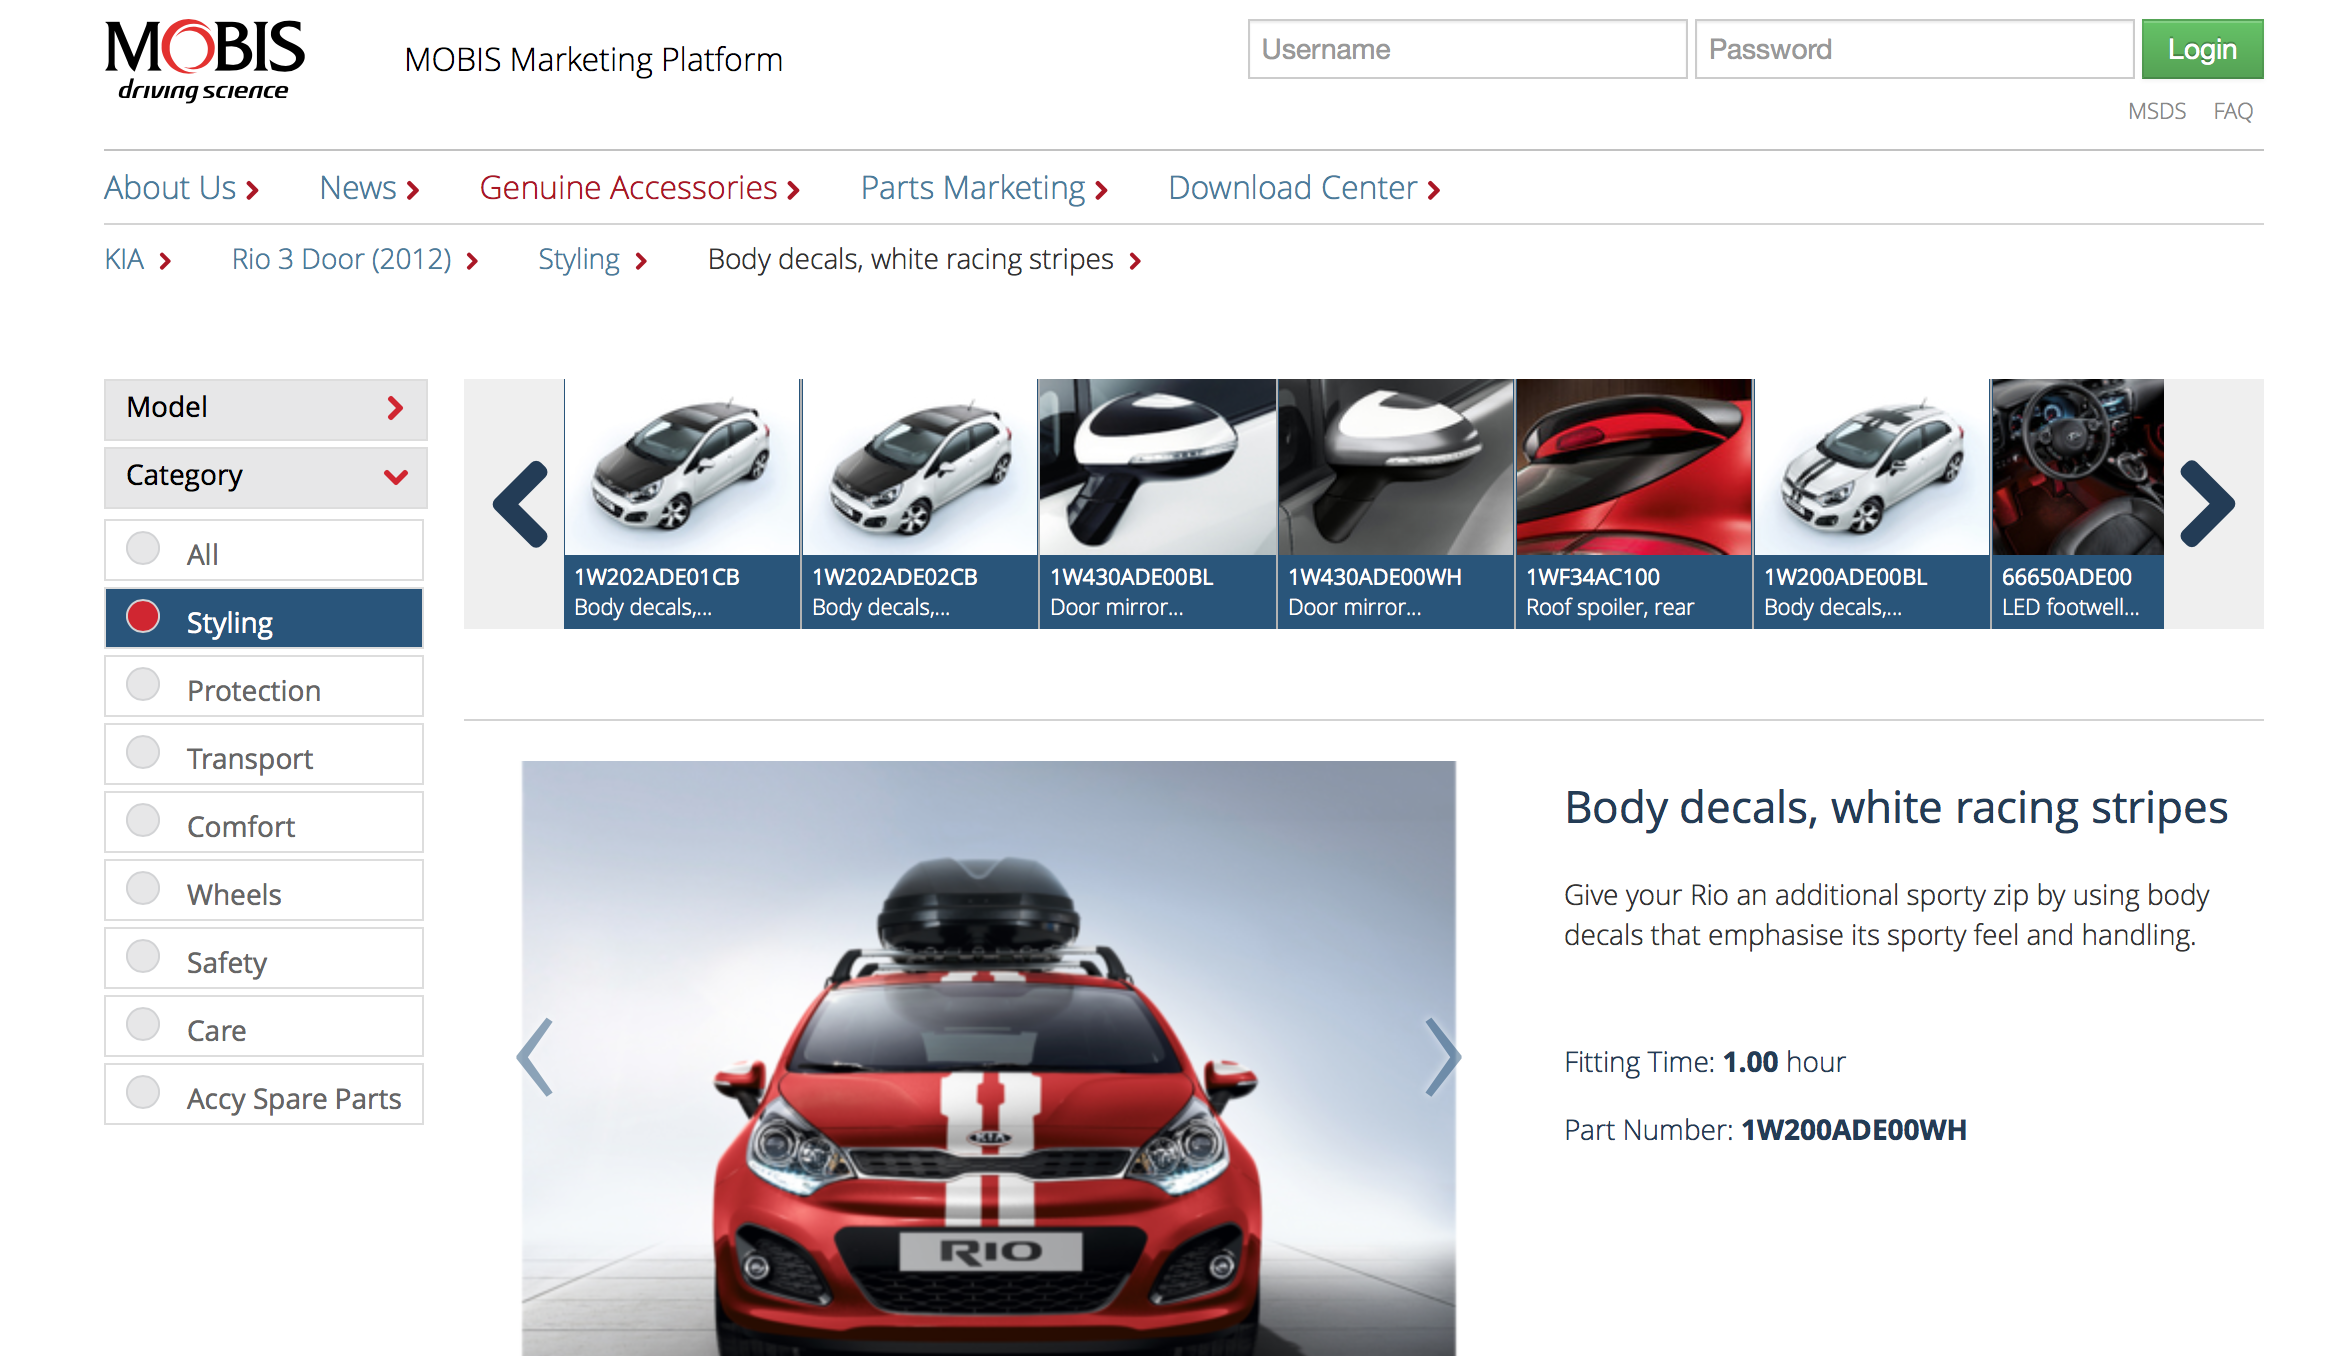 MOBIS
driving science
MOBIS Marketing Platform
Username
Password
Login
MSDS FAQ
About Us News Genuine Accessories Parts Marketing Download Center
KIA Rio 3 Door (2012) Styling Body decals, white racing stripes
Model
Category
All
Styling
Protection
Transport
Comfort
Wheels
Safety
Care
Accy Spare Parts
1W202ADE01CB
Body decals,...
1W202ADE02CB
Body decals,...
1W430ADE00BL
Door mirror...
1W430ADE00WH
Door mirror...
1WF34AC100
Roof spoiler, rear
1W200ADE00BL
Body decals,...
66650ADE00
LED footwell...
KIA
RIO
Body decals, white racing stripes
Give your Rio an additional sporty zip by using body
decals that emphasise its sporty feel and handling.
Fitting Time: 1.00 hour
Part Number: 1W200ADE00WH